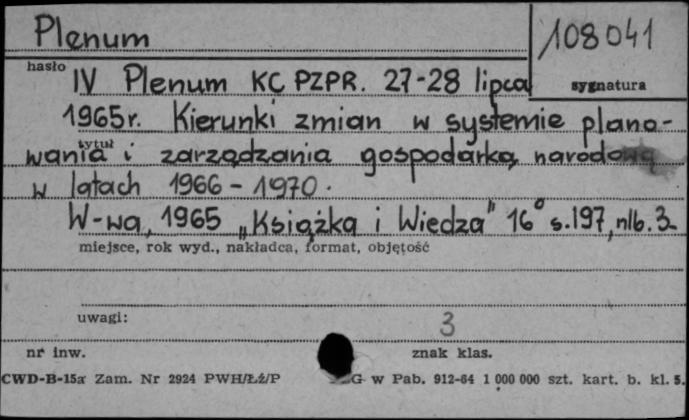 Plenum
108041
hasło
IV Plenum KC PZPR. 27-28 lipca
sygnatura
1965r. Kierunki zmian w systemie plano-
tytuł
wania i zarządzania gospodarką narodową
w latach 1966 - 1970.
W-wa, 1965 „Książka i Wiedza" 16° s.197, nlb. 3.
miejsce, rok wyd., nakładca, format, objętość
uwagi:
3
nr inw.
znak klas.
CWD-B-15a Zam. Nr 2924 PWH/Łź/P G w Pab. 912-64 1 000 000 szt. kart. b. kl. 5.